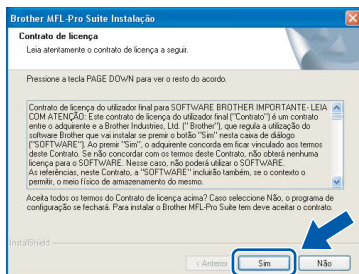 Brother MFL-Pro Suite Instalação
Contrato de licença
Leia atentamente o contrato de licença a seguir.
Pressione a tecla PAGE DOWN para ver o resto do acordo.
Contrato de licença do utilizador final para SOFTWARE BROTHER IMPORTANTE- LEIA
COM ATENÇÃO: Este contrato de licença do utilizador final ("Contrato") é um contrato
entre o adquirente e a Brother Industries, Ltd. (" Brother"), que regula a utilização do
software Brother que vai instalar se premir o botão "Sim" nesta caixa de diálogo
("SOFTWARE"). Ao premir "Sim", o adquirente concorda em ficar vinculado aos termos
deste Contrato. Se não concordar com os termos deste Contrato, não obterá nenhuma
licença para o SOFTWARE. Nesse caso, não poderá utilizar o SOFTWARE.
As referências, neste Contrato, a "SOFTWARE" incluirão também, se o contexto o
permitir, o meio físico de armazenamento do mesmo.
Aceita todos os termos do Contrato de licença acima? Caso seleccione Não, o programa de
configuração se fechará. Para instalar o Brother MFL-Pro Suite tem deve aceitar o contrato.
InstallShield
< Anterior
Sim
Não